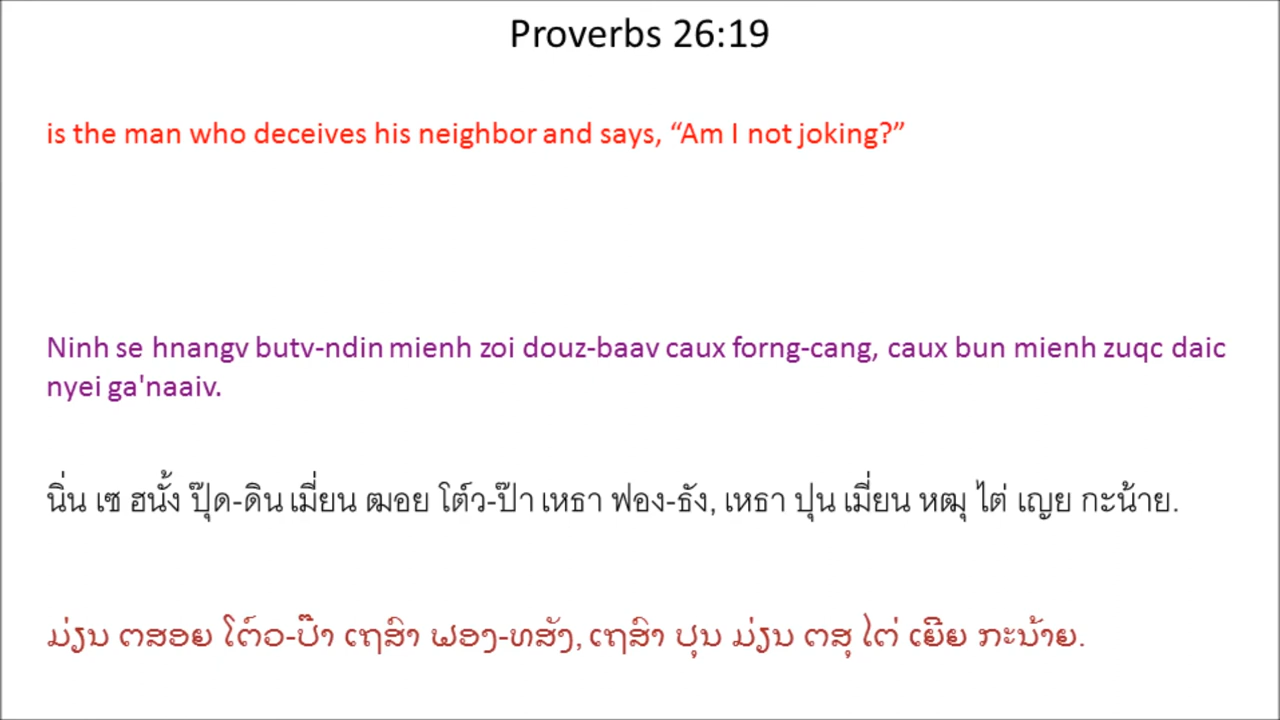 Proverbs 26:19
is the man who deceives his neighbor and says, “Am I not joking?”
Ninh se hnangv butv-ndin mienh zoi douz-baav caux forng-cang, caux bun mienh zuqc daic
nyei ga'naaiv.
นิ่น เซ ฮนั้ง ปุ๊ด-ดิน เมี่ยน ฒอย โต์ว-ป๊า เหธา ฟอง-ธัง, เหธา ปุน เมี่ยน หฒุ ไต่ เญย กะน้าย.
ມ່ຽນ ຕສອຍ ໂຕ໌ວ-ປ໊າ ເຖສົາ ຟອງ-ທສັງ, ເຖສົາ ປຸນ ມ່ຽນ ຕສຸ ໄຕ່ ເຍີຍ ກະນ້າຍ.